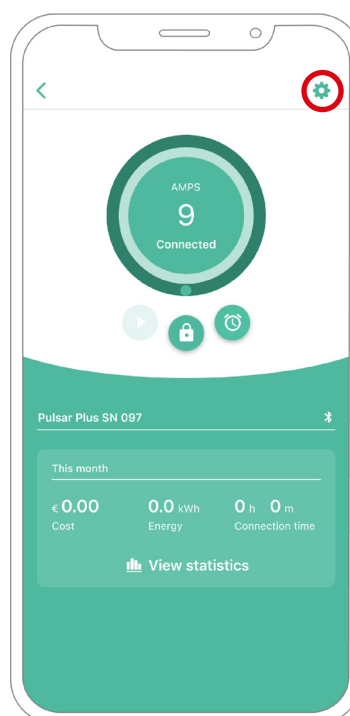 AMPS
9
Connected
Pulsar Plus SN 097
This month
€ 0.00 0.0 kWh 0 h 0 m
Cost Energy Connection time
View statistics